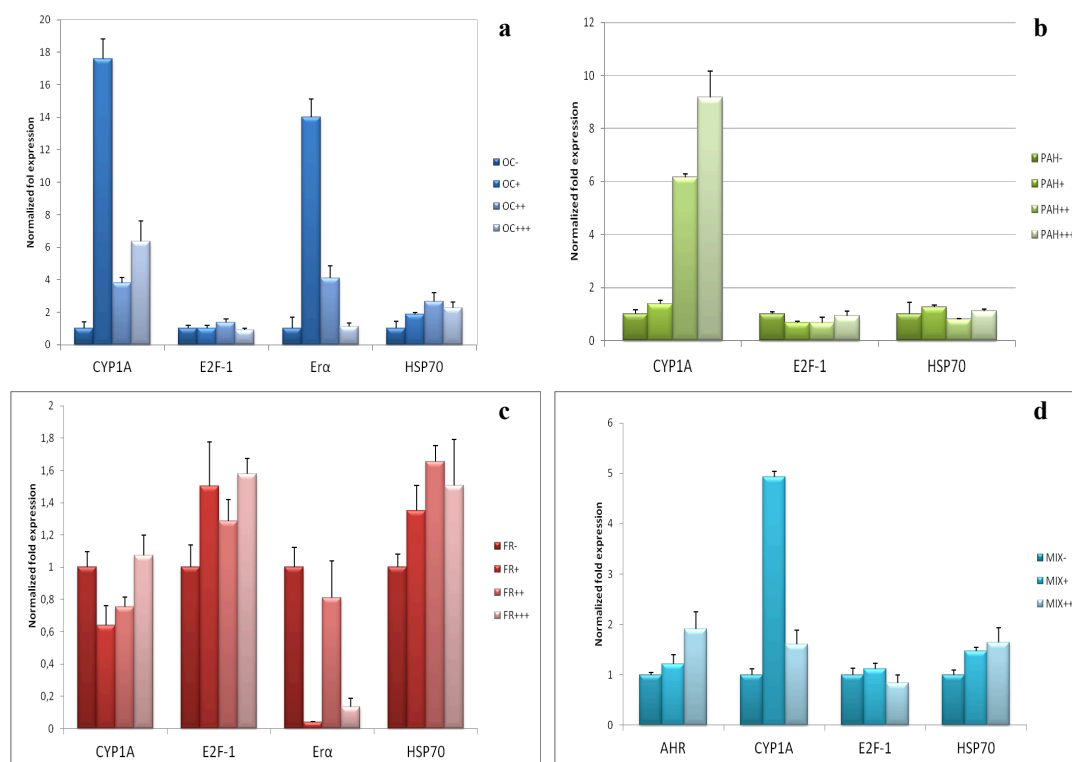 a
Normalized fol expression
20
18
16
14
12
10
8
6
4
2
0
CYP1A E2F-1 Erα HSP70
OC-
OC+
OC++
OC+++
b
Normalized fold expression
12
10
8
6
4
2
0
CYP1A E2F-1 HSP70
PAH-
PAH+
PAH++
PAH+++
c
Normalized fold expression
2
1,8
1,6
1,4
1,2
1
0,8
0,6
0,4
0,2
0
CYP1A E2F-1 Erα HSP70
FR-
FR+
FR++
FR+++
d
Normalized fold expression
6
5
4
3
2
1
0
AHR CYP1A E2F-1 HSP70
MIX-
MIX+
MIX++